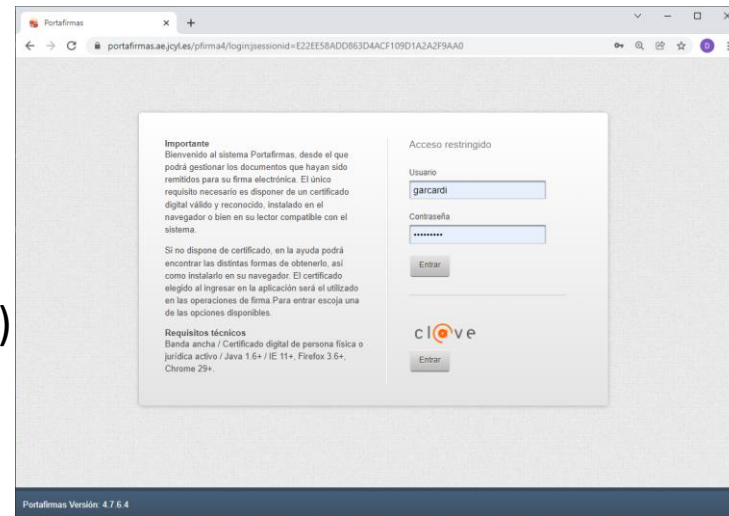 Portafirmas
portafirmas.ae.jcyl.es/pfirma4/login;jsessionid=E22EE58ADD863D4ACF109D1A2A2F9AA0
D
Importante
Bienvenido al sistema Portafirmas, desde el que
podrá gestionar los documentos que hayan sido
remitidos para su firma electrónica. El único
requisito necesario es disponer de un certificado
digital válido y reconocido, instalado en el
navegador o bien en su lector compatible con el
sistema.
Si no dispone de certificado, en la ayuda podrá
encontrar las distintas formas de obtenerlo, así
como instalarlo en su navegador. El certificado
elegido al ingresar en la aplicación será el utilizado
en las operaciones de firma.Para entrar escoja una
de las opciones disponibles.
Requisitos técnicos
Banda ancha / Certificado digital de persona física o
jurídica activo / Java 1.6+ / IE 11+, Firefox 3.6+,
Chrome 29+.
Acceso restringido
Usuario
garcardi
Contraseña
•••••••••
Entrar
cl@ve
Entrar
)
Portafirmas Versión: 4.7.6.4